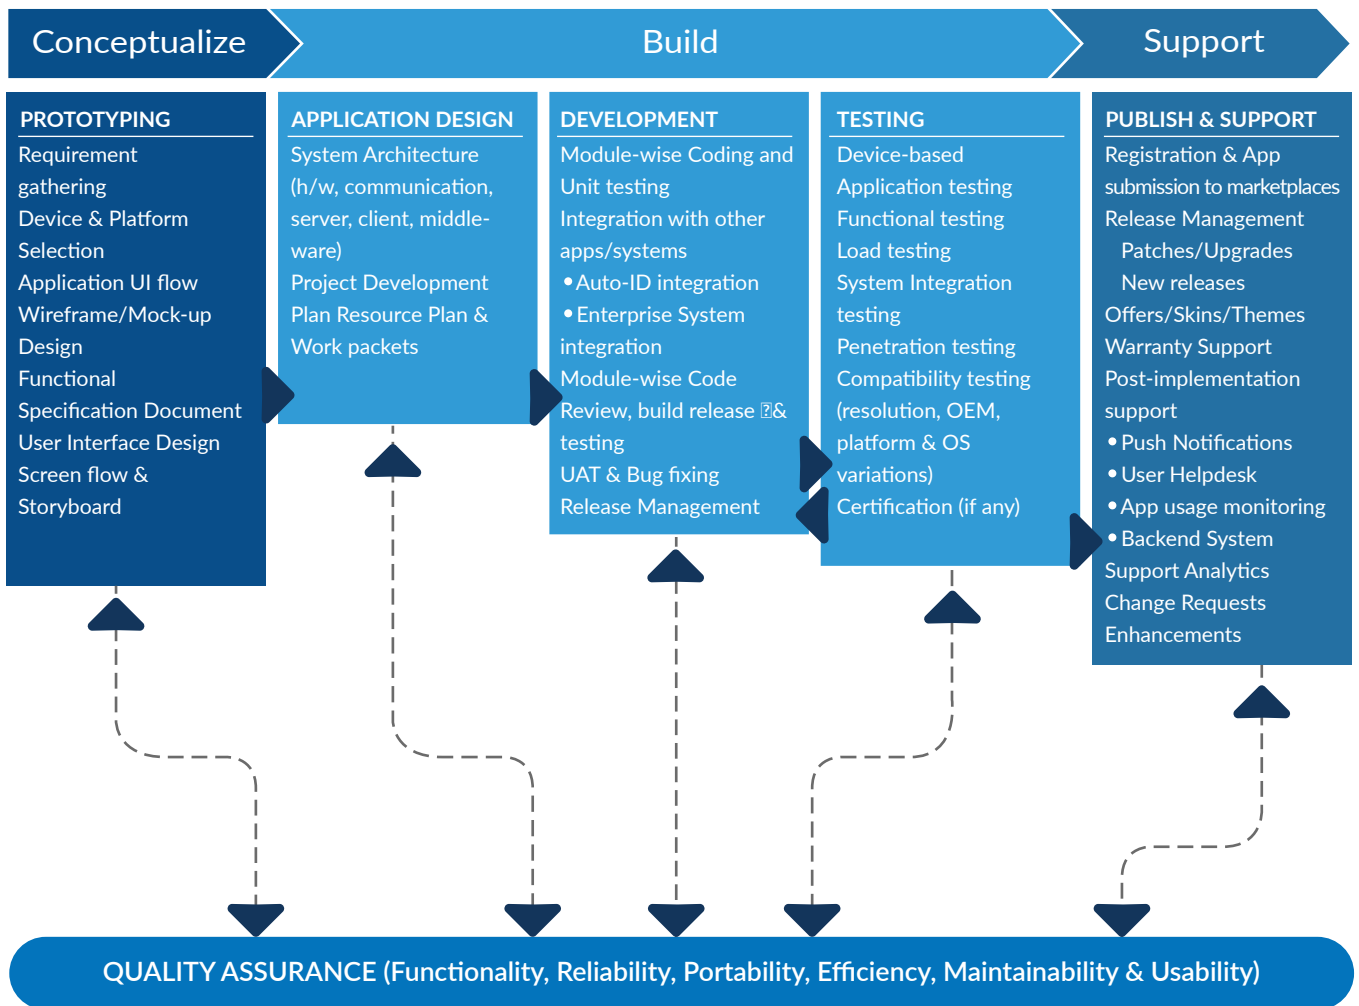 Conceptualize
Build
Support
PROTOTYPING
Requirement
gathering
Device & Platform
Selection
Application UI flow
Wireframe/Mock-up
Design
Functional
Specification Document
User Interface Design
Screen flow &
Storyboard
APPLICATION DESIGN
System Architecture
(h/w, communication,
server, client, middle-
ware)
Project Development
Plan Resource Plan &
Work packets
DEVELOPMENT
Module-wise Coding and
Unit testing
Integration with other
apps/systems
• Auto-ID integration
• Enterprise System
integration
Module-wise Code
Review, build release &
testing
UAT & Bug fixing
Release Management
TESTING
Device-based
Application testing
Functional testing
Load testing
System Integration
testing
Penetration testing
Compatibility testing
(resolution, OEM,
platform & OS
variations)
Certification (if any)
PUBLISH & SUPPORT
Registration & App
submission to marketplaces
Release Management
Patches/Upgrades
New releases
Offers/Skins/Themes
Warranty Support
Post-implementation
support
• Push Notifications
• User Helpdesk
• App usage monitoring
• Backend System
Support Analytics
Change Requests
Enhancements
QUALITY ASSURANCE (Functionality, Reliability, Portability, Efficiency, Maintainability & Usability)